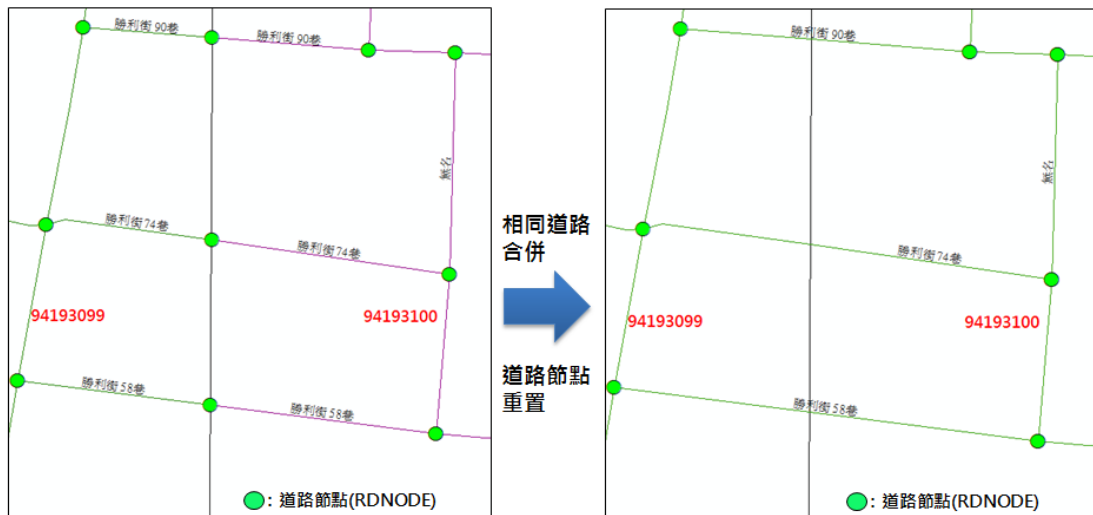 勝利街 90巷
勝利街 90巷
無名
勝利街 74巷
勝利街 74巷
94193099
94193100
勝利街 58巷
勝利街 58巷
：道路節點(RDNODE)
相同道路
合併
道路節點
重置
勝利街 90巷
無名
勝利街 74巷
94193099
94193100
勝利街 58巷
：道路節點(RDNODE)